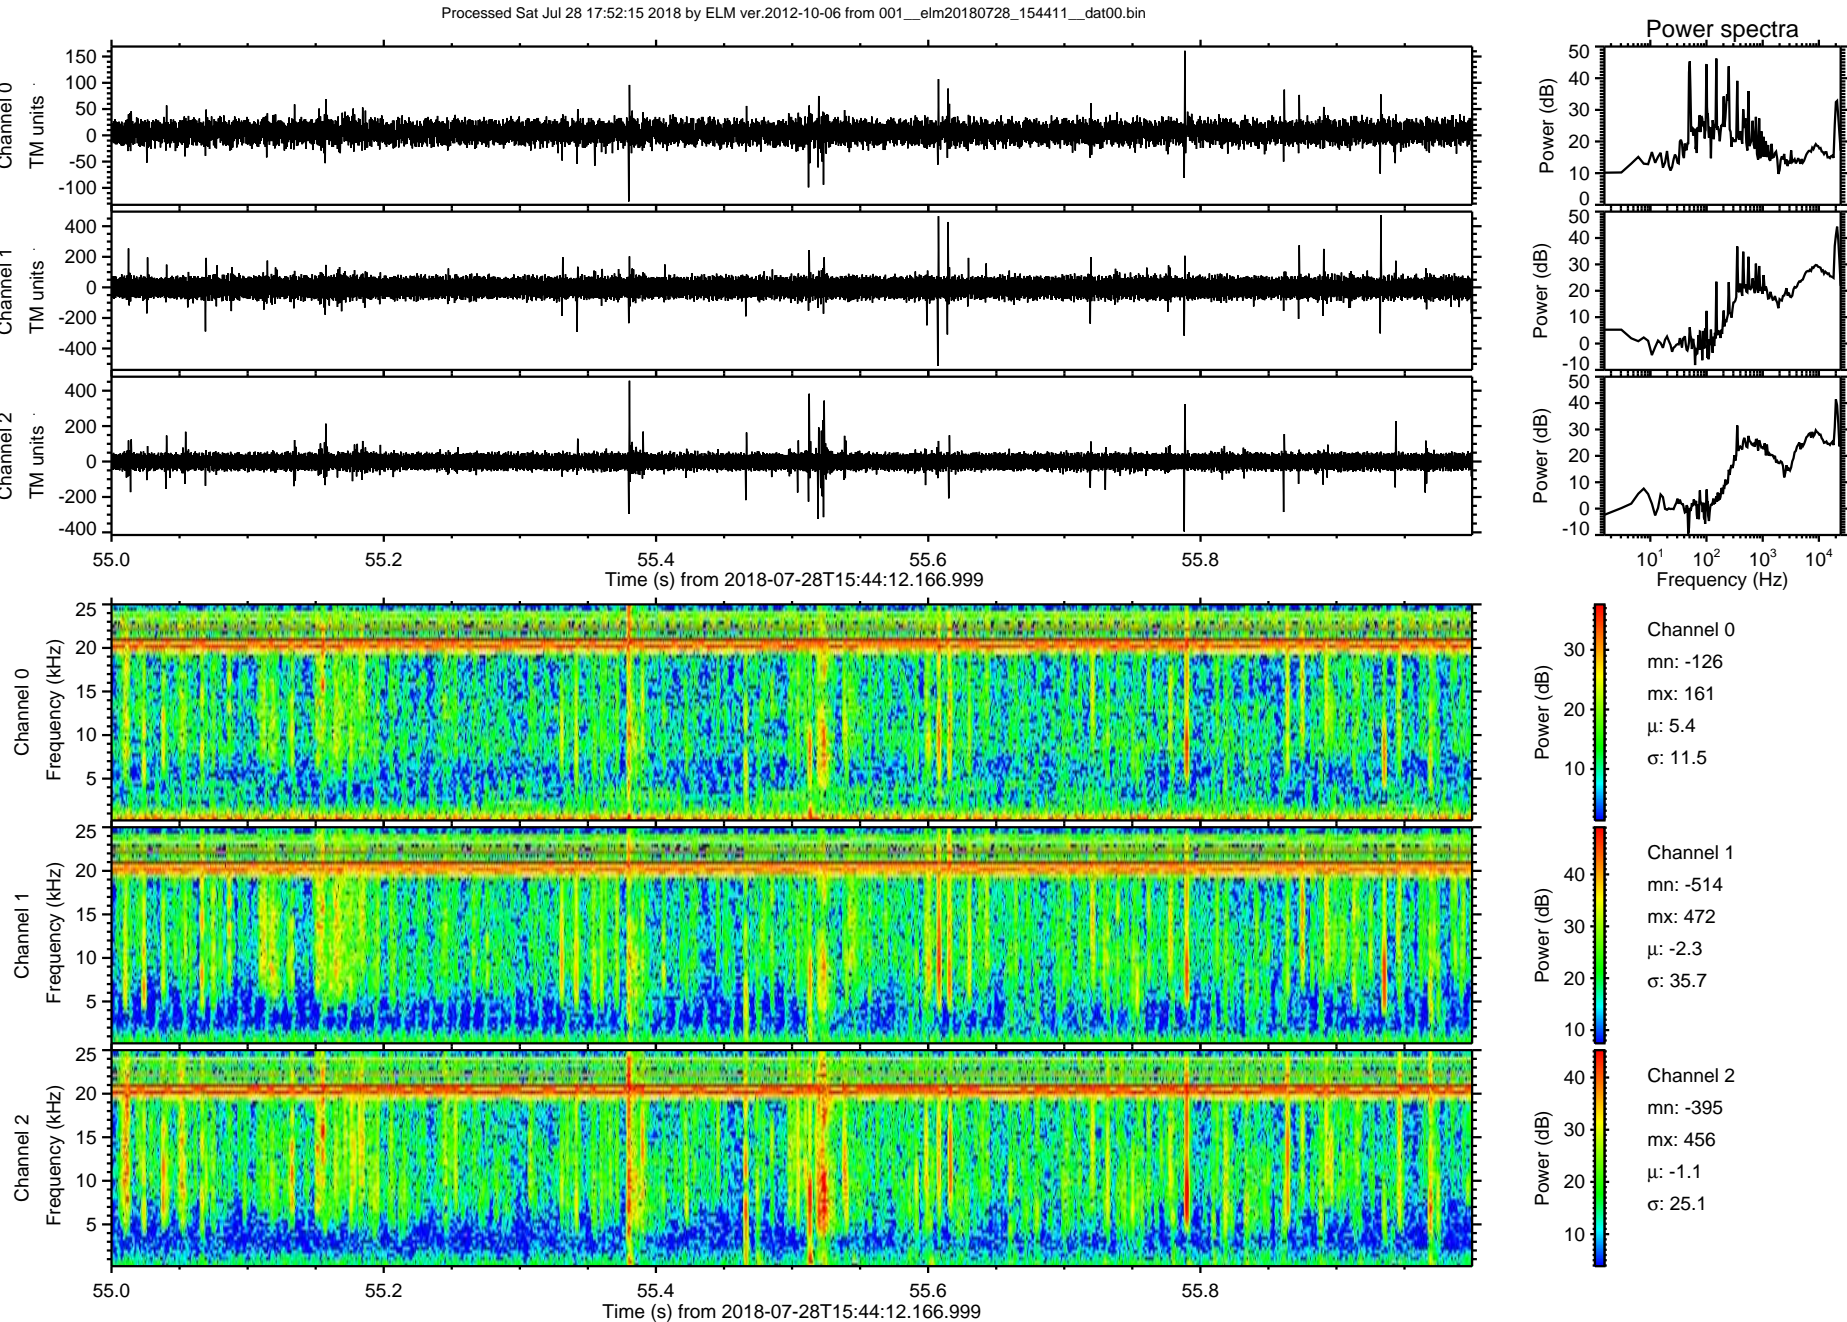 Processed Sat Jul 28 17:52:15 2018 by ELM ver.2012-10-06 from 001__elm20180728_154411__dat00.bin
Power spectra
Channel 0
TM units
150
100
50
0
-50
-100
Power (dB)
50
40
30
20
10
0
Channel 1
TM units
400
200
0
-200
-400
Power (dB)
50
40
30
20
10
0
-10
Channel 2
TM units
400
200
0
-200
-400
Power (dB)
50
40
30
20
10
0
-10
55.0 55.2 55.4 55.6 55.8
Time (s) from 2018-07-28T15:44:12.166.999
10¹ 10² 10³ 10⁴
Frequency (Hz)
Channel 0
Frequency (kHz)
25
20
15
10
5
Power (dB)
30
20
10
Channel 0
mn: -126
mx: 161
μ: 5.4
σ: 11.5
Channel 1
Frequency (kHz)
25
20
15
10
5
Power (dB)
40
30
20
10
Channel 1
mn: -514
mx: 472
μ: -2.3
σ: 35.7
Channel 2
Frequency (kHz)
25
20
15
10
5
Power (dB)
40
30
20
10
Channel 2
mn: -395
mx: 456
μ: -1.1
σ: 25.1
55.0 55.2 55.4 55.6 55.8
Time (s) from 2018-07-28T15:44:12.166.999